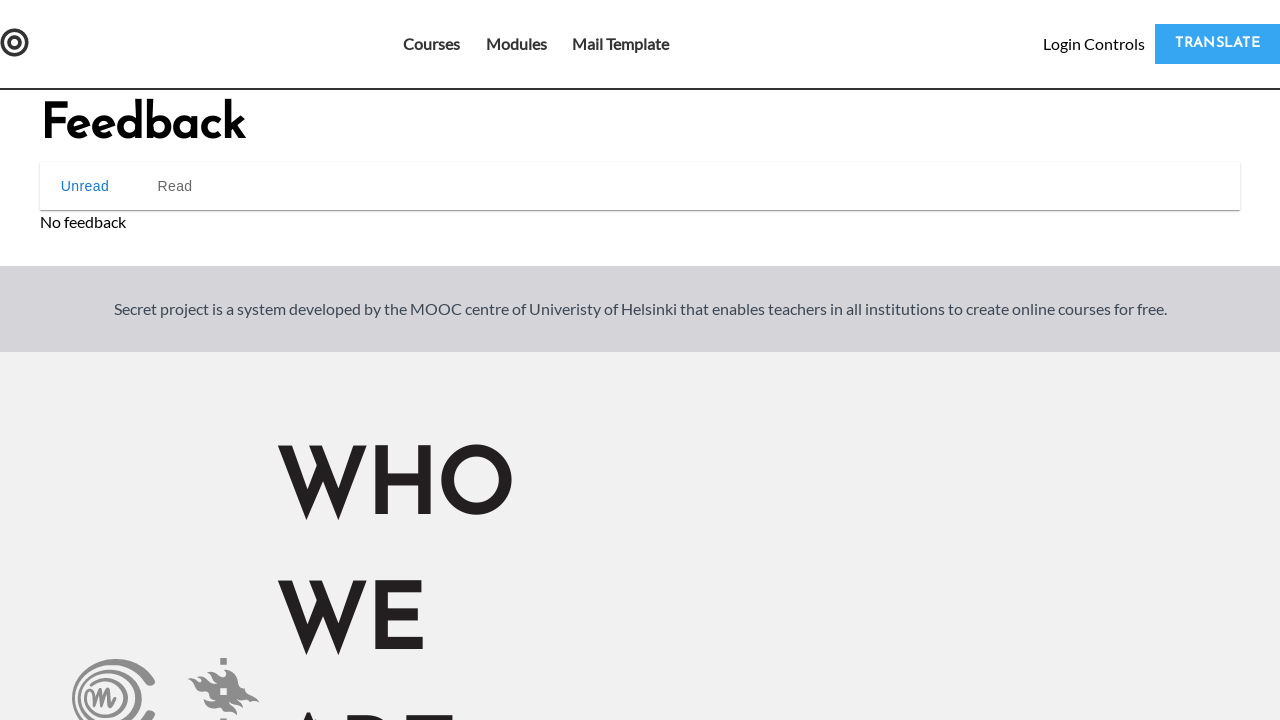 Courses Modules Mail Template Login Controls TRANSLATE
Feedback
Unread Read
No feedback
Secret project is a system developed by the MOOC centre of Univeristy of Helsinki that enables teachers in all institutions to create online courses for free.
WHO
WE